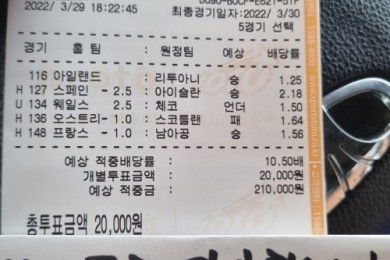 2022/ 3/29 18:22:45
최종경기일자:2022/ 3/30
5경기 선택
경기 홈 팀 : 원정팀 예상 배당률
116 아일랜드 : 리투아니 승 1.25
H 127 스페인 - 2.5 : 아이슬란 승 2.18
U 134 웨일스 2.5 : 체코 언더 1.50
H 136 오스트리- 1.0 : 스코틀랜 패 1.64
H 148 프랑스 - 1.0 : 남아공 승 1.56
예상 적중배당률 : 10.50배
개별투표금액 : 20,000원
예상 적중금 : 210,000원
총투표금액 20,000원